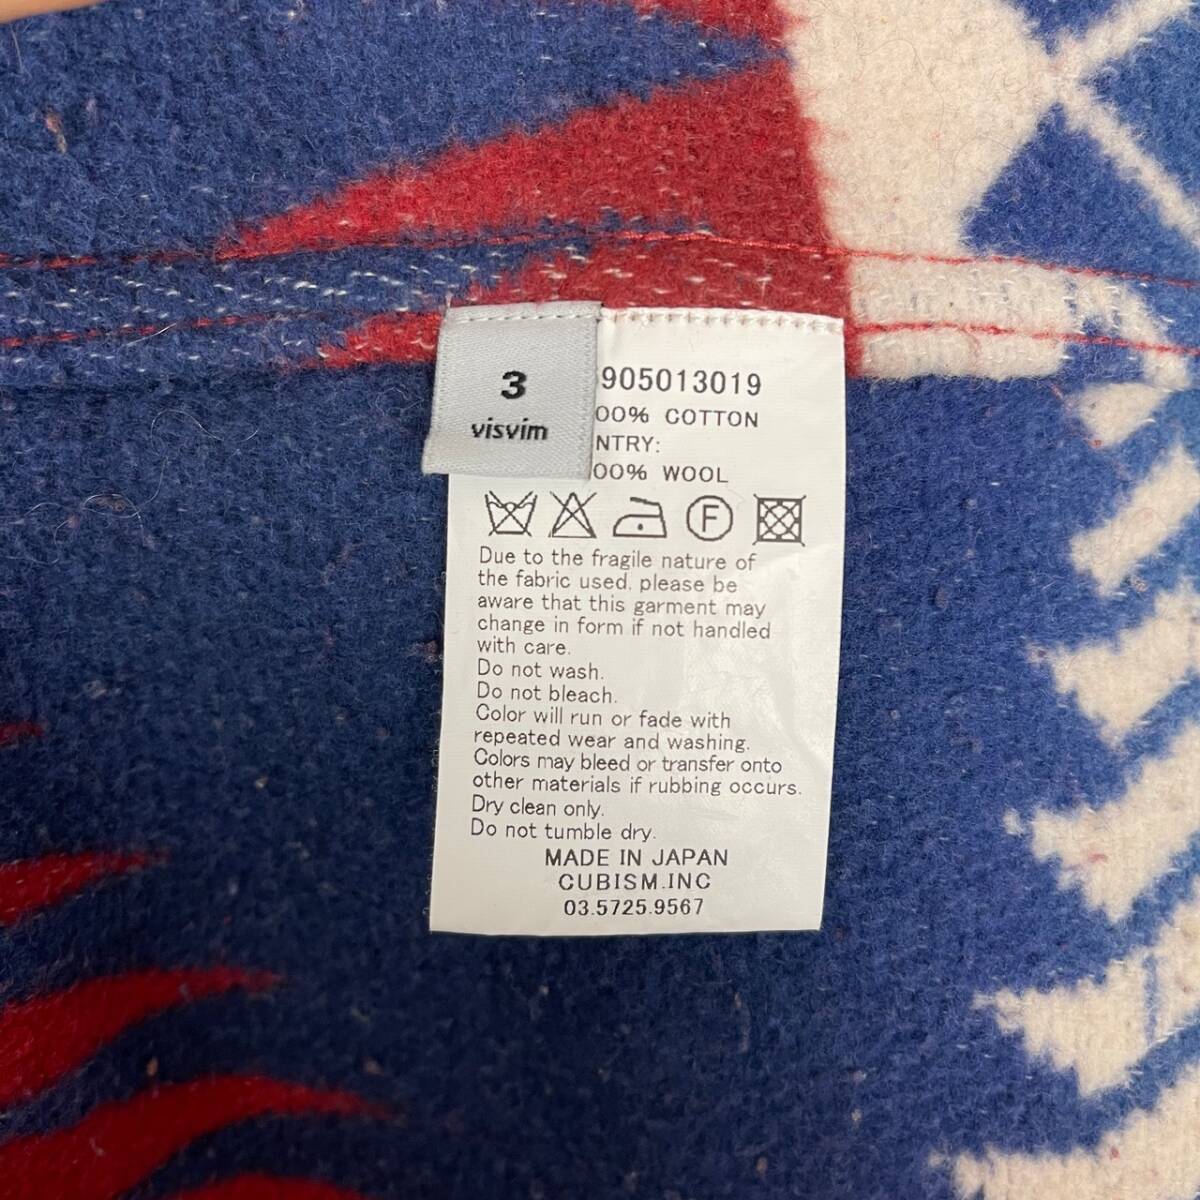 3
visvim
905013019
00% COTTON
NTRY:
00% WOOL
F
Due to the fragile nature of
the fabric used, please be
aware that this garment may
change in form if not handled
with care.
Do not wash.
Do not bleach.
Color will run or fade with
repeated wear and washing.
Colors may bleed or transfer onto
other materials if rubbing occurs.
Dry clean only.
Do not tumble dry.
MADE IN JAPAN
CUBISM.INC
03.5725.9567